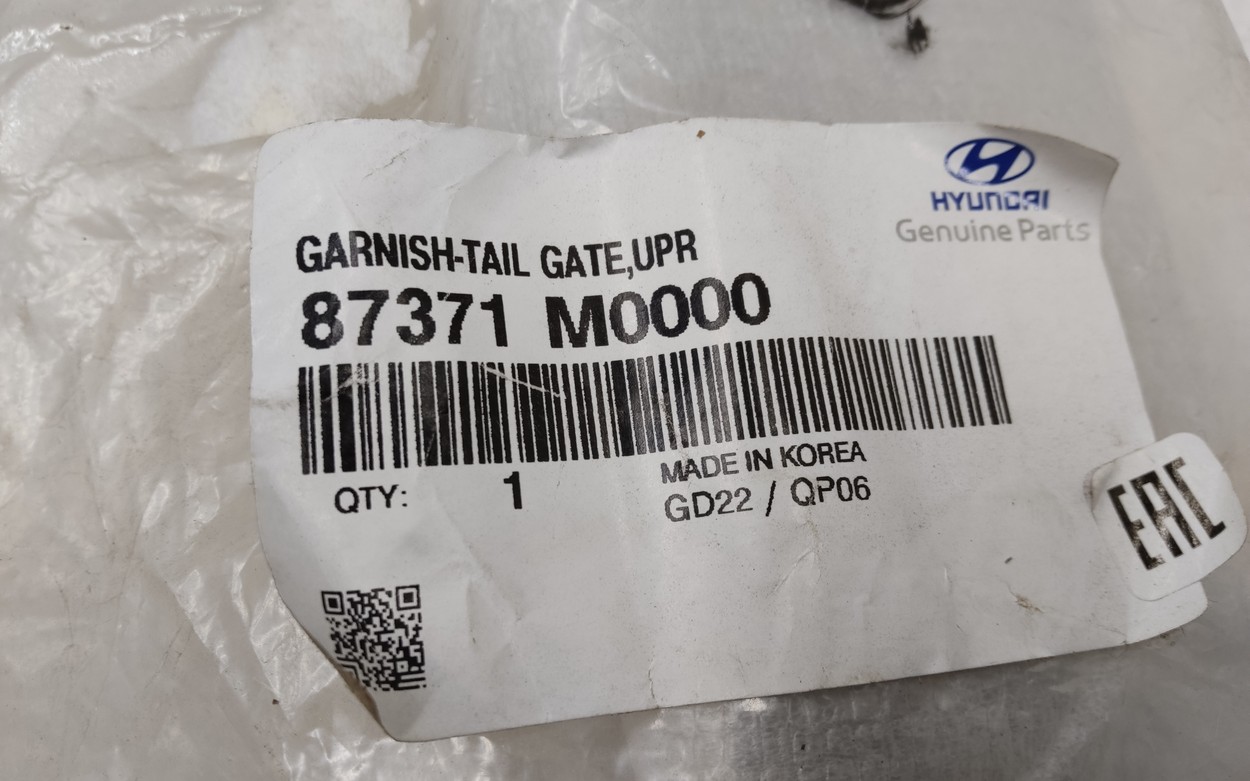 HYUNDAI
Genuine Parts
GARNISH-TAIL GATE,UPR
87371 M0000
QTY: 1
MADE IN KOREA
GD22 / QP06
EAC